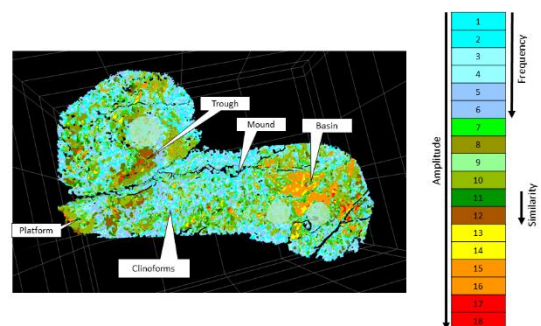 Trough
Mound
Basin
Platform
Clinoforms
Amplitude
1
2
3
4
5
6
7
8
9
10
11
12
13
14
15
16
17
18
Frequency
Similarity